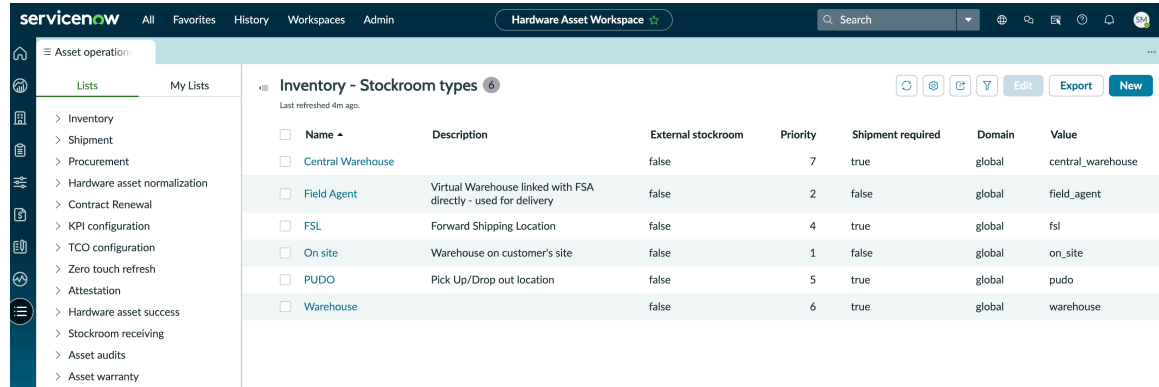 servicenow All Favorites History Workspaces Admin Hardware Asset Workspace Search SM
Asset operation
Lists My Lists
Inventory
Shipment
Procurement
Hardware asset normalization
Contract Renewal
KPI configuration
TCO configuration
Zero touch refresh
Attestation
Hardware asset success
Stockroom receiving
Asset audits
Asset warranty
Inventory - Stockroom types 6
Last refreshed 4m ago.
Edit Export New
Name Description External stockroom Priority Shipment required Domain Value
Central Warehouse false 7 true global central_warehouse
Field Agent Virtual Warehouse linked with FSA directly - used for delivery false 2 false global field_agent
FSL Forward Shipping Location false 4 true global fsl
On site Warehouse on customer's site false 1 false global on_site
PUDO Pick Up/Drop out location false 5 true global pudo
Warehouse false 6 true global warehouse